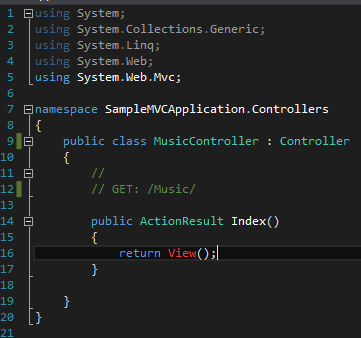 1 using System;
2 using System.Collections.Generic;
3 using System.Linq;
4 using System.Web;
5 using System.Web.Mvc;
6
7 namespace SampleMVCApplication.Controllers
8 {
9 public class MusicController : Controller
10 {
11 //
12 // GET: /Music/
13
14 public ActionResult Index()
15 {
16 return View();
17 }
18
19 }
20 }
21